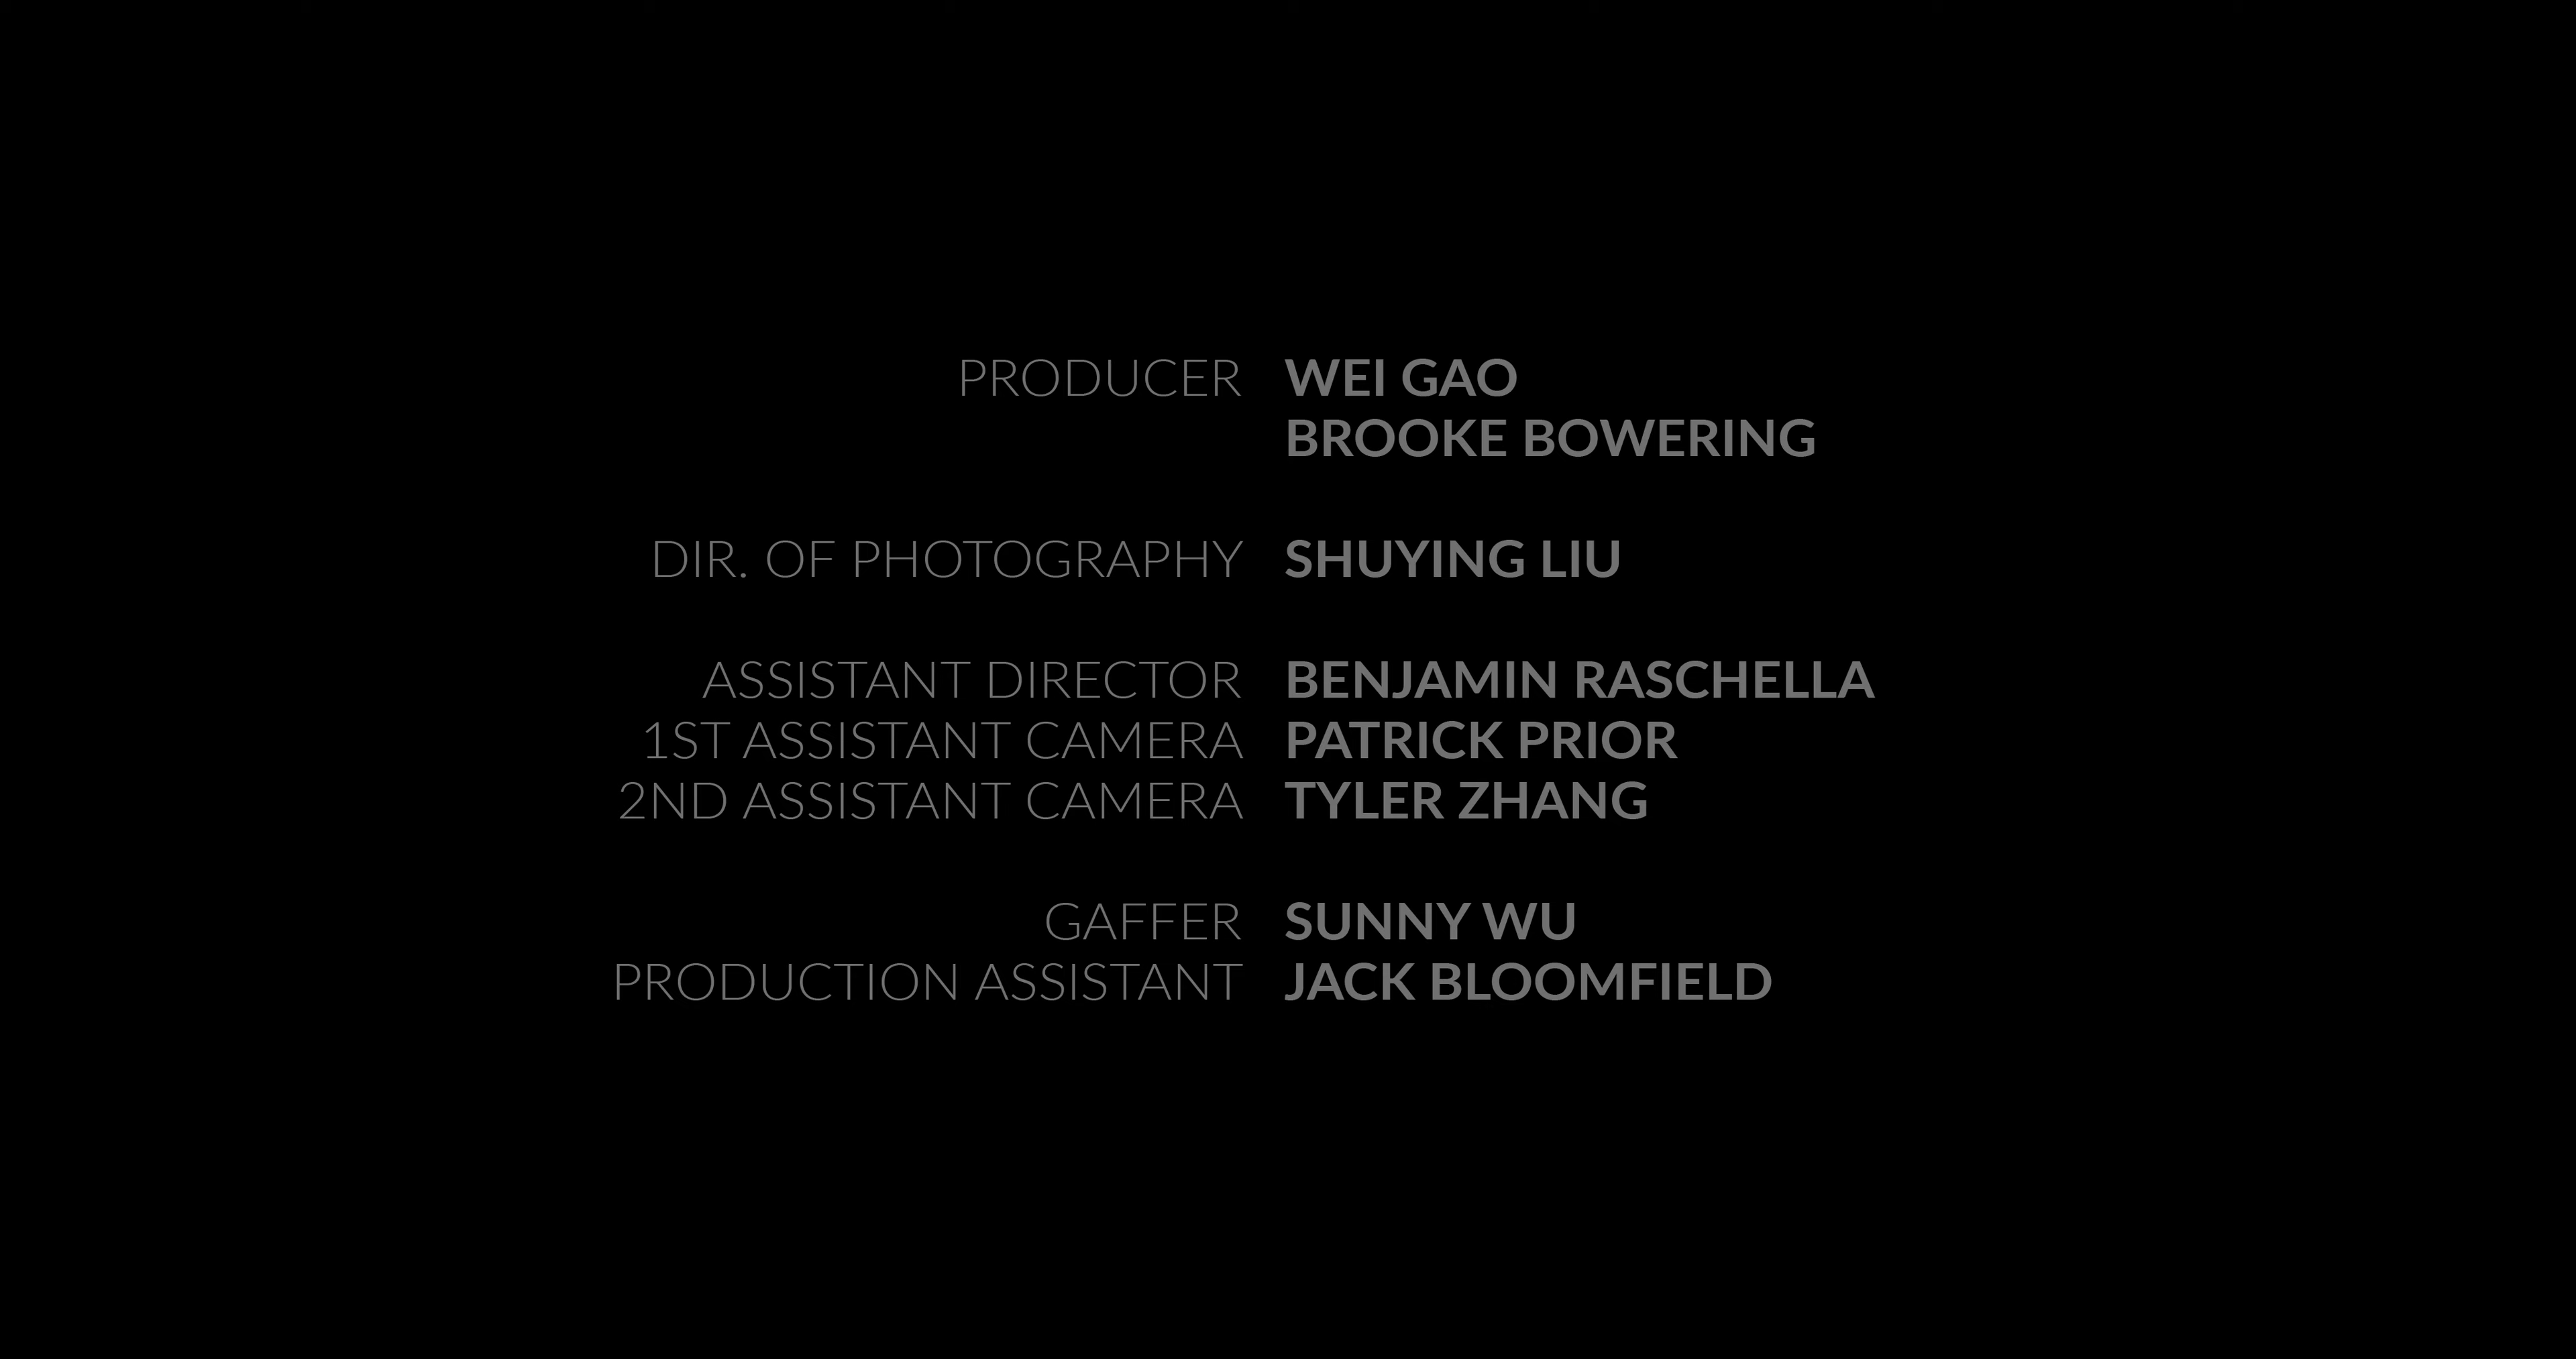 PRODUCER WEI GAO
BROOKE BOWERING
DIR. OF PHOTOGRAPHY SHUYING LIU
ASSISTANT DIRECTOR BENJAMIN RASCHELLA
1ST ASSISTANT CAMERA PATRICK PRIOR
2ND ASSISTANT CAMERA TYLER ZHANG
GAFFER SUNNY WU
PRODUCTION ASSISTANT JACK BLOOMFIELD